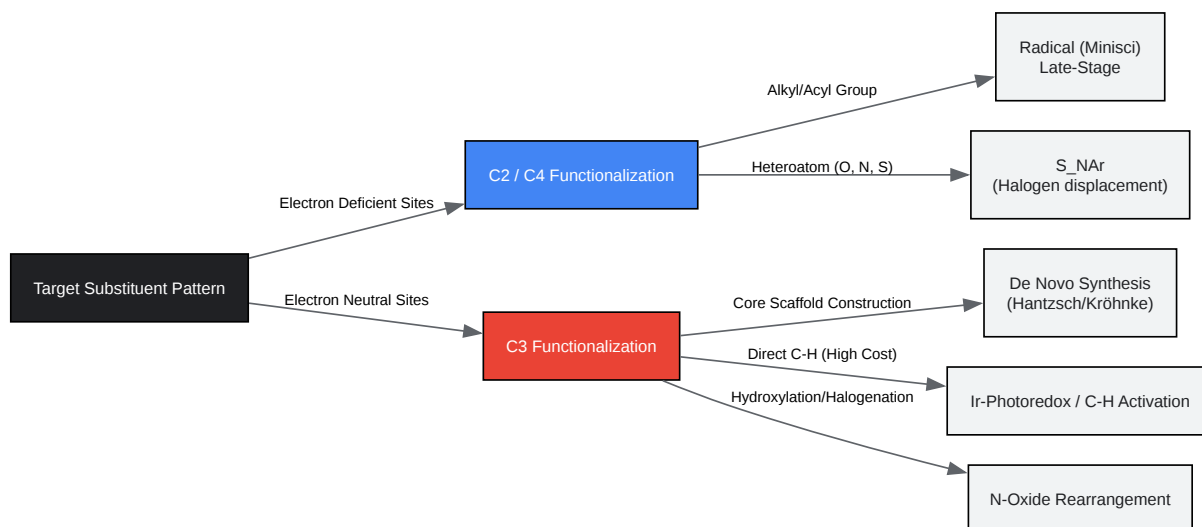 Radical (Minisci)
Late-Stage
Alkyl/Acyl Group
C2 / C4 Functionalization
Heteroatom (O, N, S)
S_NAr
(Halogen displacement)
Electron Deficient Sites
Target Substituent Pattern
Electron Neutral Sites
De Novo Synthesis
(Hantzsch/Kröhnke)
Core Scaffold Construction
C3 Functionalization
Direct C-H (High Cost)
Ir-Photoredox / C-H Activation
Hydroxylation/Halogenation
N-Oxide Rearrangement